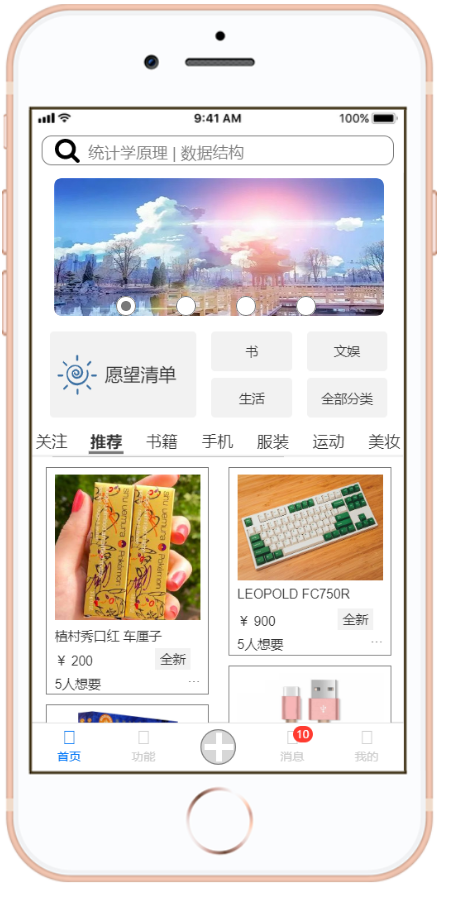 9:41 AM
100%
统计学原理 | 数据结构
愿望清单
书
文娱
生活
全部分类
关注 推荐 书籍 手机 服装 运动 美妆
shu uemura
Pokémon
植村秀口红 车厘子
¥ 200
全新
5人想要
...
LEOPOLD FC750R
¥ 900
全新
5人想要
...
首页
功能
10
消息
我的